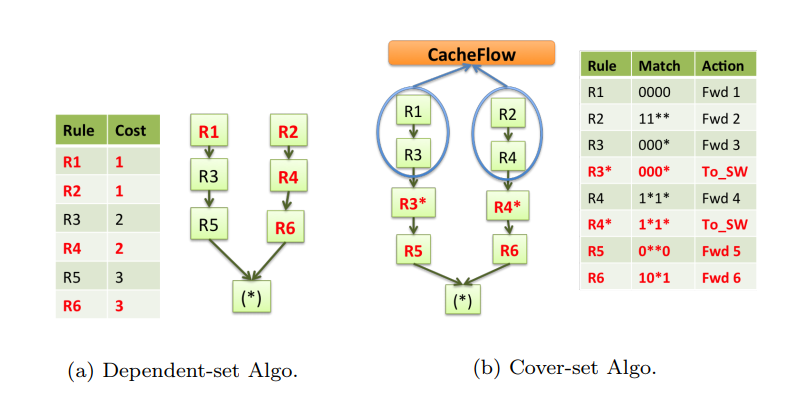 Rule Cost
R1 1
R2 1
R3 2
R4 2
R5 3
R6 3
R1 R2
R3 R4
R5 R6
(*)
(a) Dependent-set Algo.
CacheFlow
R1 R2
R3 R4
R3* R4*
R5 R6
(*)
(b) Cover-set Algo.
Rule Match Action
R1 0000 Fwd 1
R2 11** Fwd 2
R3 000* Fwd 3
R3* 000* To_SW
R4 1*1* Fwd 4
R4* 1*1* To_SW
R5 0**0 Fwd 5
R6 10*1 Fwd 6